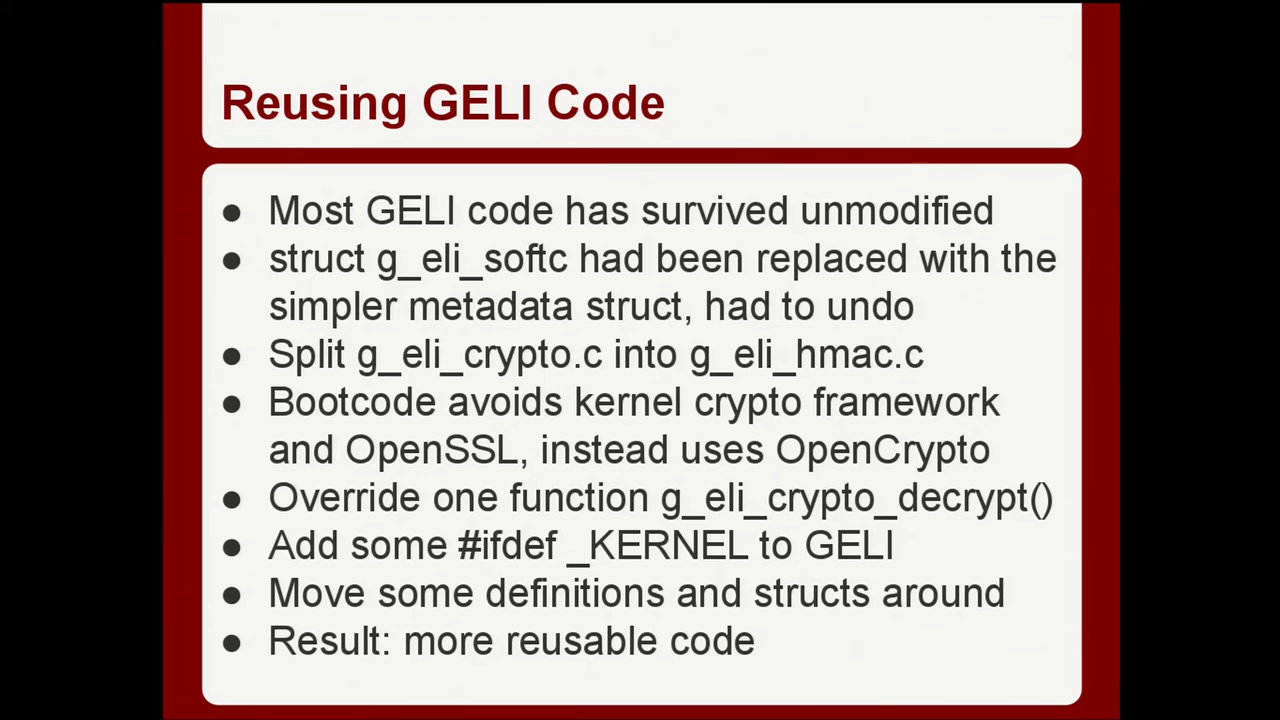 Reusing GELI Code
● Most GELI code has survived unmodified
● struct g_eli_softc had been replaced with the
simpler metadata struct, had to undo
● Split g_eli_crypto.c into g_eli_hmac.c
● Bootcode avoids kernel crypto framework
and OpenSSL, instead uses OpenCrypto
● Override one function g_eli_crypto_decrypt()
● Add some #ifdef _KERNEL to GELI
● Move some definitions and structs around
● Result: more reusable code